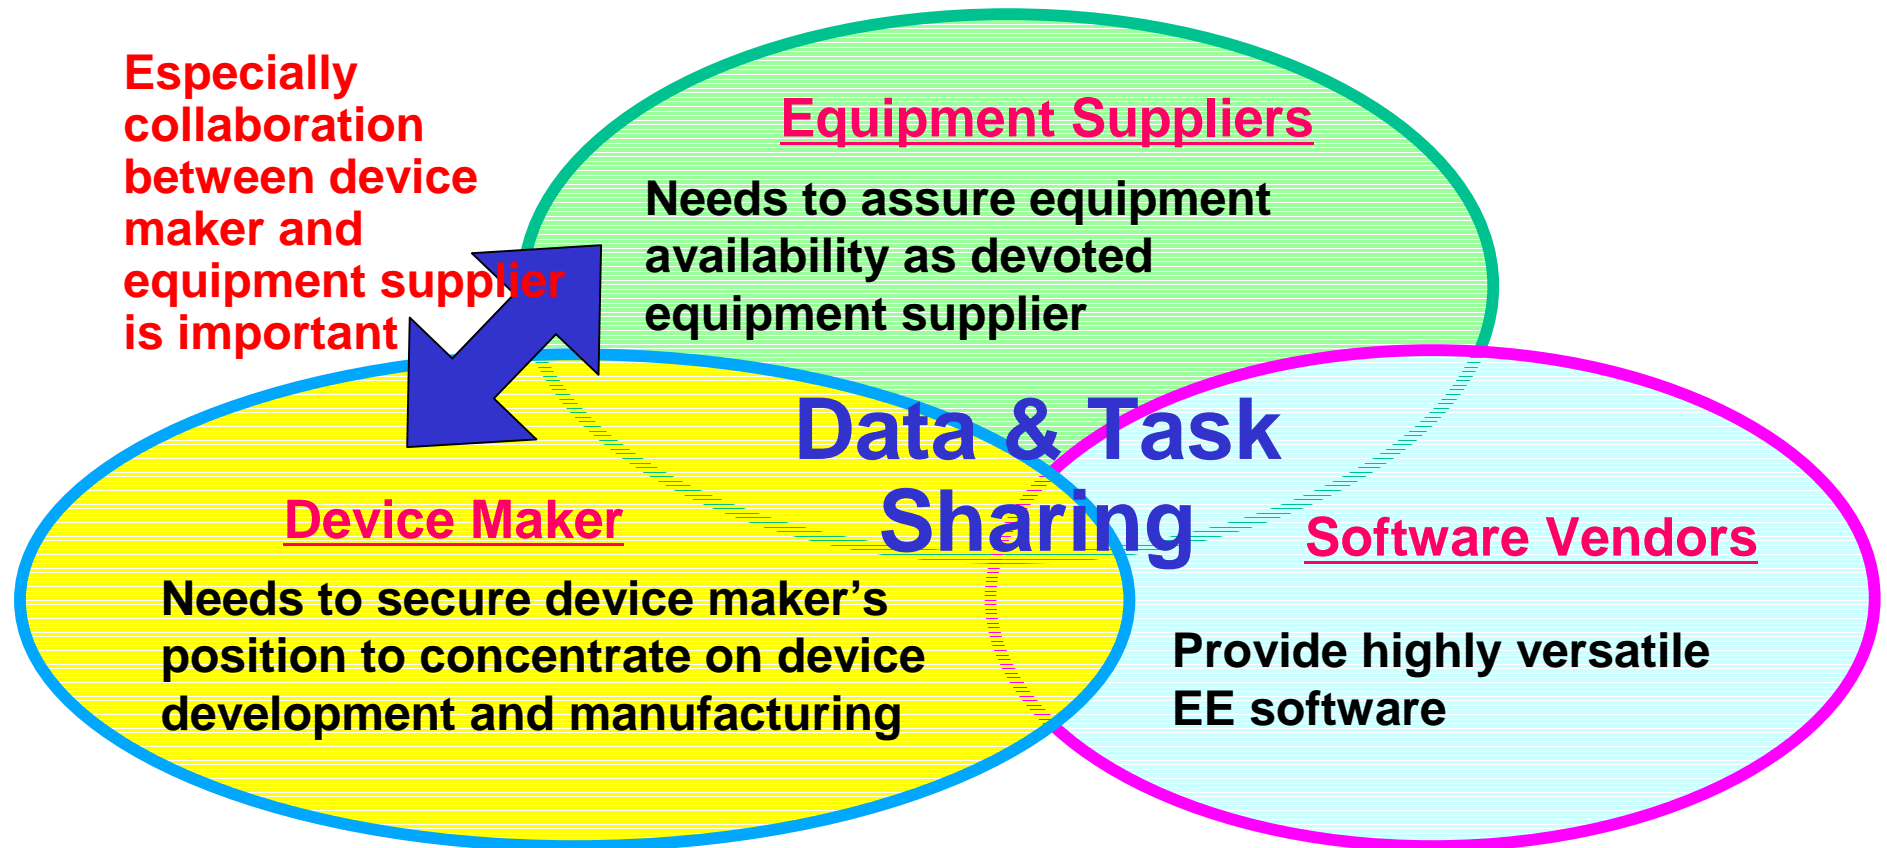 Especially
collaboration
between device
maker and
equipment supplier
is important
Equipment Suppliers
Needs to assure equipment
availability as devoted
equipment supplier
Data & Task
Sharing
Device Maker
Needs to secure device maker’s
position to concentrate on device
development and manufacturing
Software Vendors
Provide highly versatile
EE software